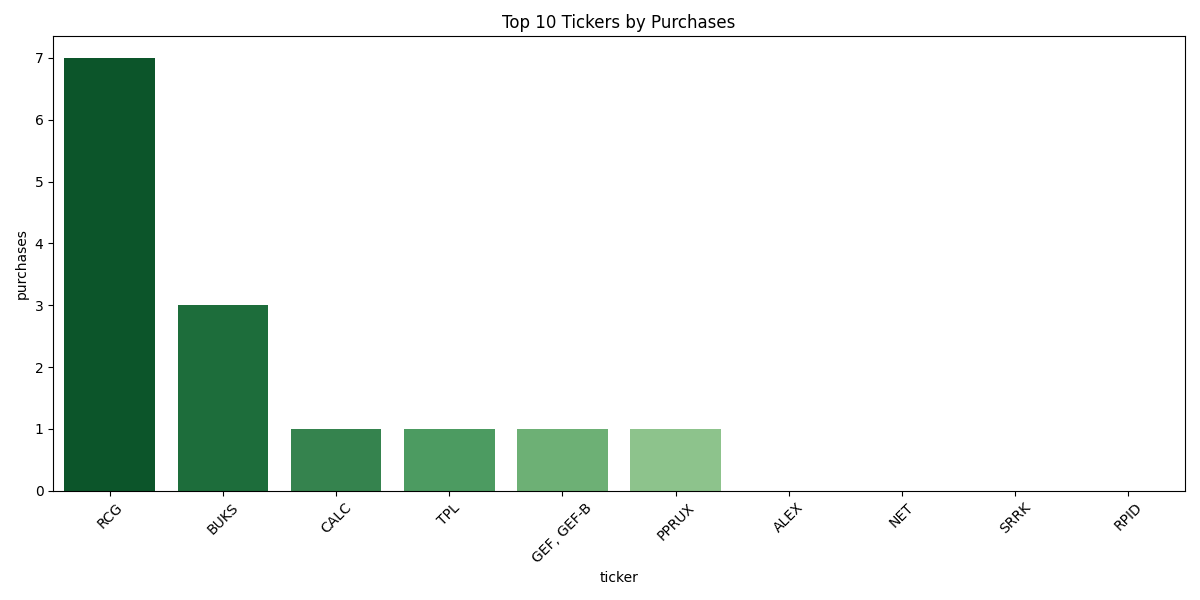 Top 10 Tickers by Purchases
purchases
7
6
5
4
3
2
1
0
RCG
BUKS
CALC
TPL
GEF, GEF-B
PPRUX
ALEX
NET
SRRK
RPID
ticker